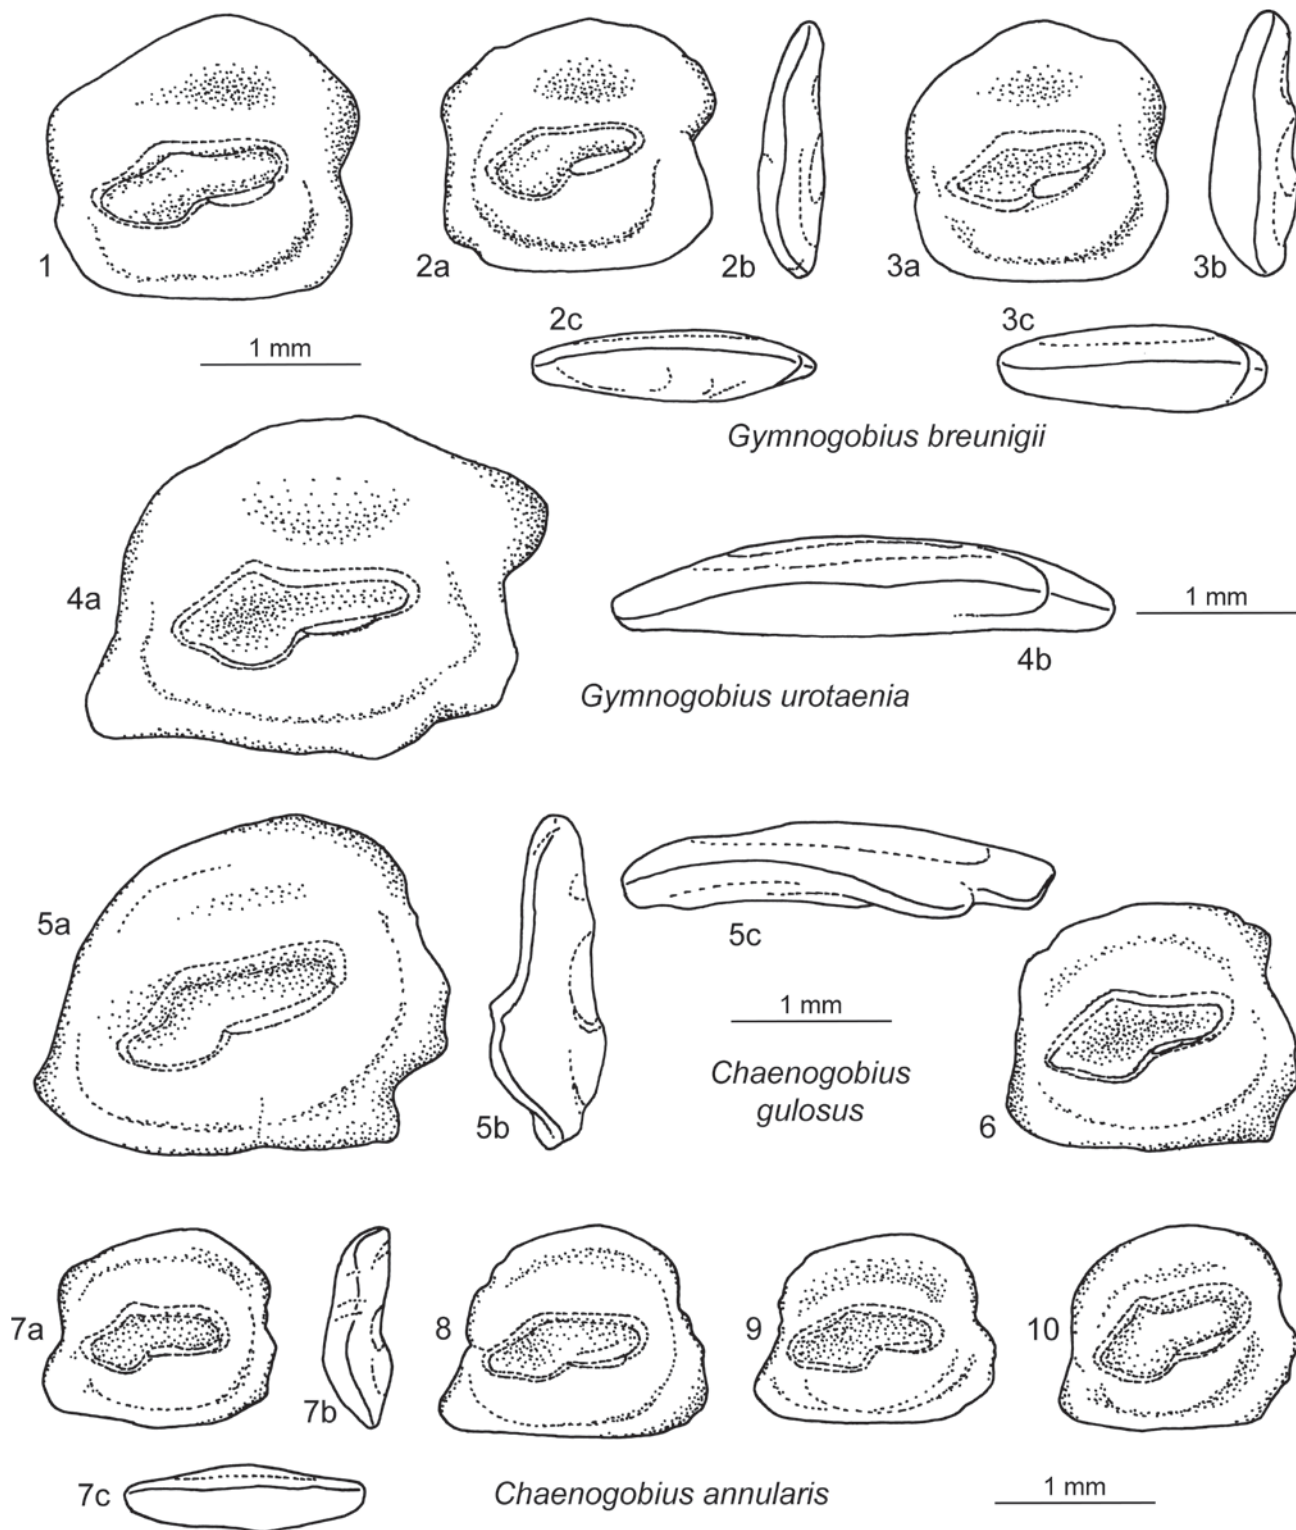 1
2a
2b
3a
3b
1 mm
2c
3c
Gymnogobius breunigii
4a
1 mm
4b
Gymnogobius urotaenia
5a
5b
5c
1 mm
Chaenogobius
gulosus
6
7a
7b
8
9
10
7c
Chaenogobius annularis
1 mm